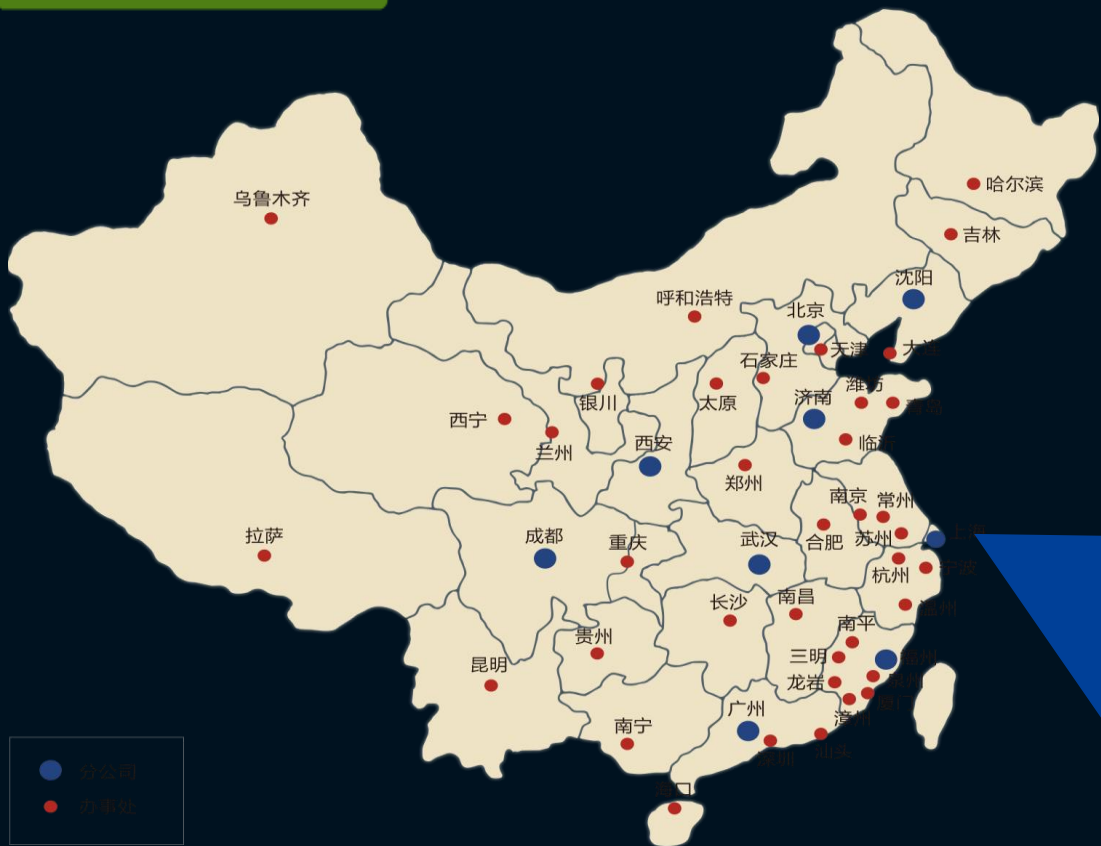 哈尔滨
乌鲁木齐
吉林
沈阳
呼和浩特
北京
天津
大连
石家庄
潍坊
银川
太原
济南
青岛
西宁
兰州
西安
临沂
郑州
南京
常州
拉萨
成都
重庆
武汉
合肥
苏州
上海
杭州
宁波
长沙
南昌
温州
南平
贵州
三明
福州
昆明
龙岩
泉州
厦门
广州
漳州
南宁
深圳
汕头
海口
分公司
办事处